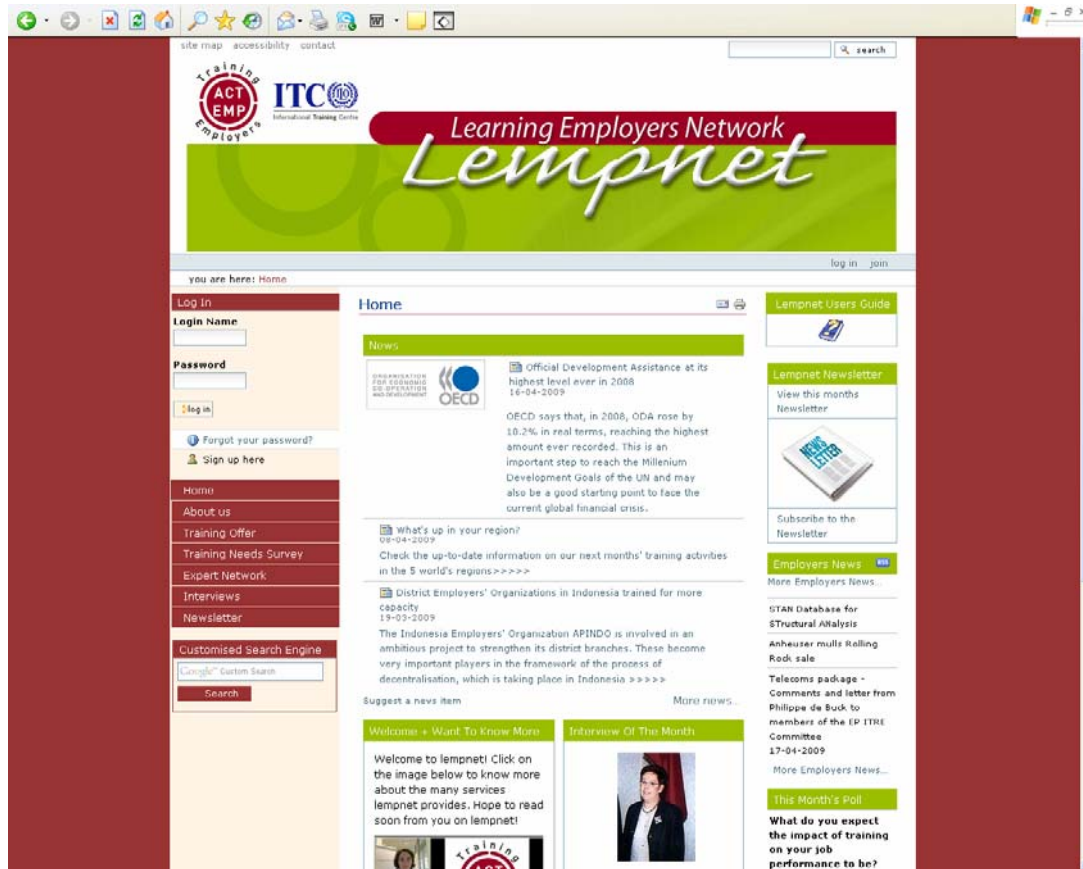 site map accessibility contact
search
Training
ACT
EMP
Employers
ITC
International Training Centre
Learning Employers Network
Lempnet
log in join
you are here: Home
Log In
Login Name
Password
log in
Forgot your password?
Sign up here
Home
About us
Training Offer
Training Needs Survey
Expert Network
Interviews
Newsletter
Customised Search Engine
Google™ Custom Search
Search
Home
News
ORGANISATION
FOR ECONOMIC
CO-OPERATION
AND DEVELOPMENT
OECD
Official Development Assistance at its
highest level ever in 2008
16-04-2009
OECD says that, in 2008, ODA rose by
10.2% in real terms, reaching the highest
amount ever recorded. This is an
important step to reach the Millenium
Development Goals of the UN and may
also be a good starting point to face the
current global financial crisis.
What's up in your region?
08-04-2009
Check the up-to-date information on our next months' training activities
in the 5 world's regions>>>>>
District Employers' Organizations in Indonesia trained for more
capacity
19-03-2009
The Indonesia Employers' Organization APINDO is involved in an
ambitious project to strengthen its district branches. These become
very important players in the framework of the process of
decentralisation, which is taking place in Indonesia >>>>>
Suggest a news item
More news...
Welcome + Want To Know More
Welcome to lempnet! Click on
the image below to know more
about the many services
lempnet provides. Hope to read
soon from you on lempnet!
Training
ACT
Interview Of The Month
Lempnet Users Guide
Lempnet Newsletter
View this months
Newsletter
NEWS
LETTER
Subscribe to the
Newsletter
Employers News RSS
More Employers News...
STAN Database for
STructural ANalysis
Anheuser mulls Rolling
Rock sale
Telecoms package -
Comments and letter from
Philippe de Buck to
members of the EP ITRE
Committee
17-04-2009
More Employers News...
This Month's Poll
What do you expect
the impact of training
on your job
performance to be?